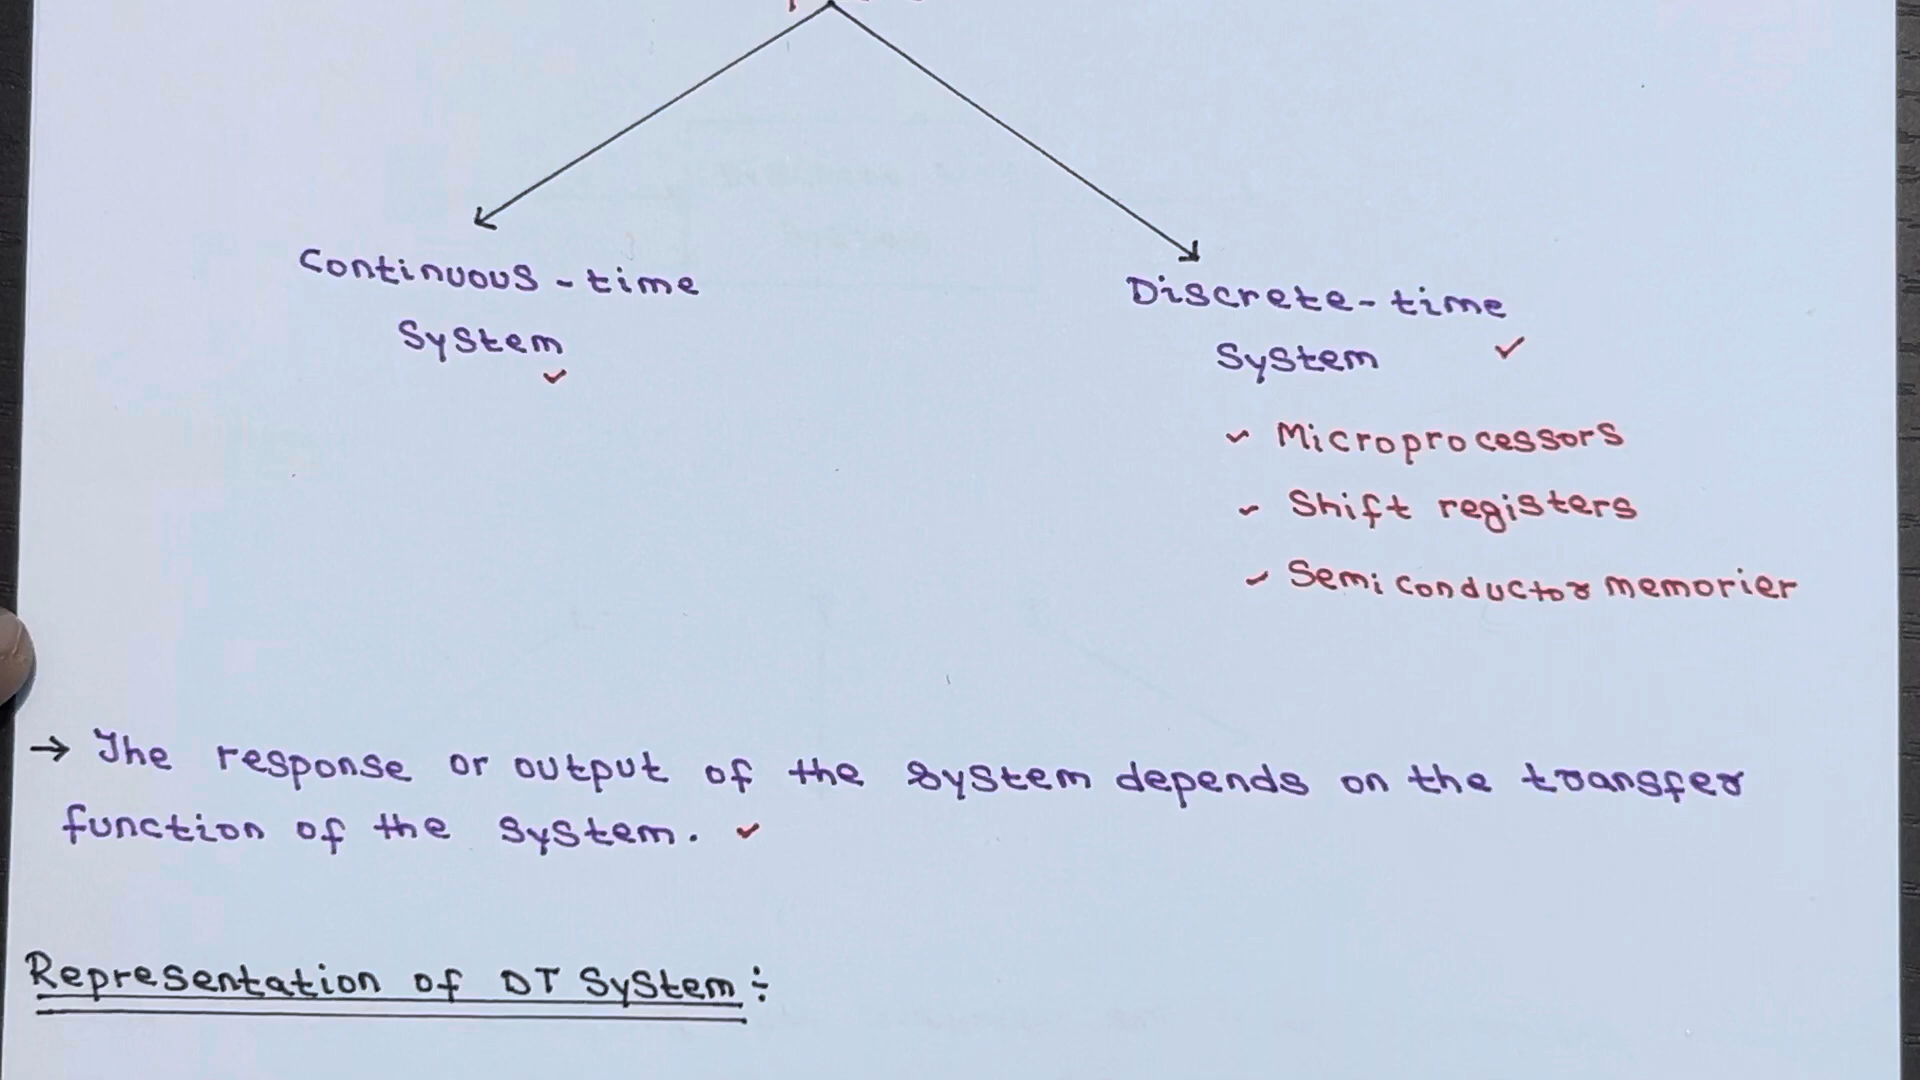 Continuous-time
System
Discrete-time
System
Microprocessors
Shift registers
Semiconductor memorier
→ The response or output of the system depends on the transfer
function of the system.
Representation of DT System÷